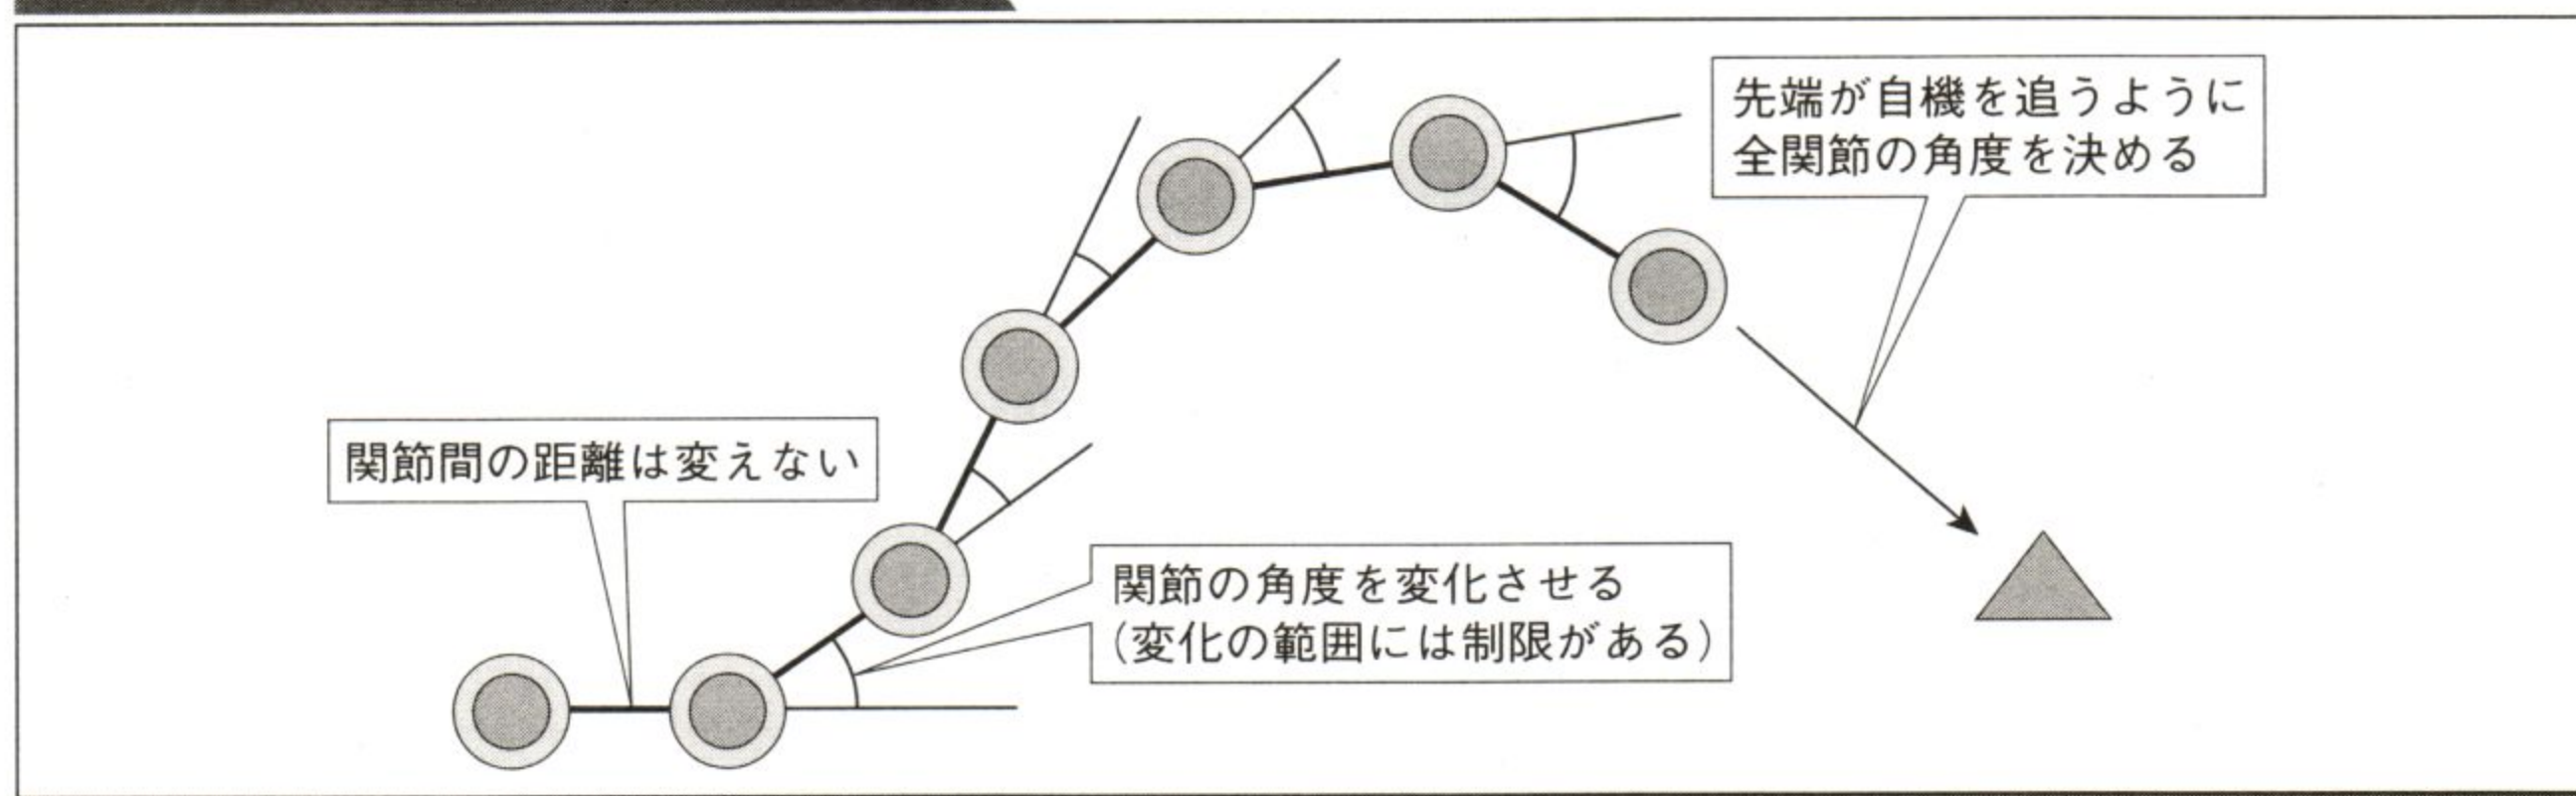 先端が自機を追うように
全関節の角度を決める
関節間の距離は変えない
関節の角度を変化させる
(変化の範囲には制限がある)